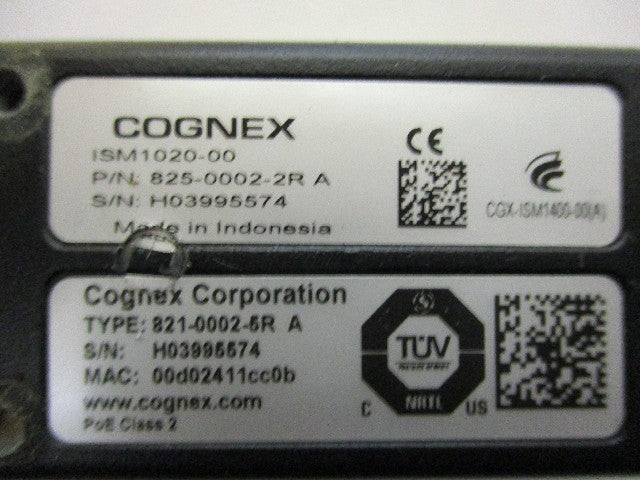 COGNEX
ISM1020-00
P/N: 825-0002-2R A
S/N: H03995574
Made in Indonesia
CE
CGX-ISM1400-00(A)
Cognex Corporation
TYPE: 821-0002-5R A
S/N: H03995574
MAC: 00d02411cc0b
www.cognex.com
PoE Class 2
TÜV
NRTL
C US